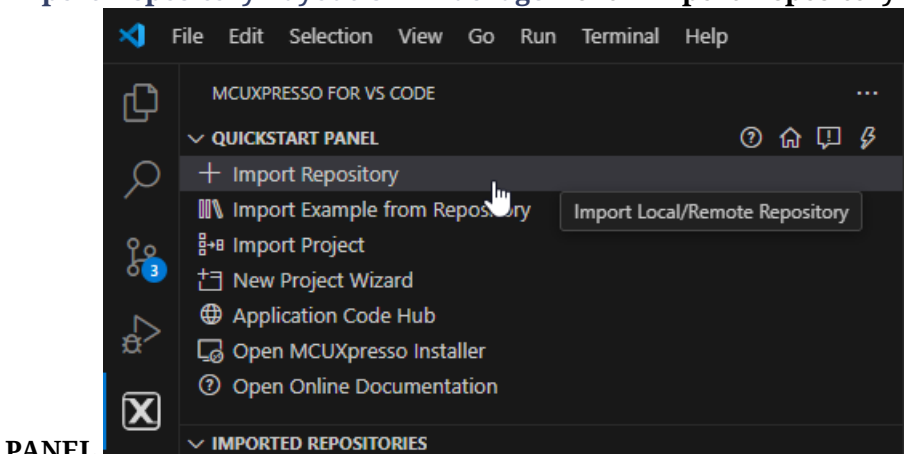 File Edit Selection View Go Run Terminal Help
MCUXPRESSO FOR VS CODE
QUICKSTART PANEL
Import Repository
Import Example from Repository
Import Local/Remote Repository
Import Project
3
New Project Wizard
Application Code Hub
Open MCUXpresso Installer
Open Online Documentation
IMPORTED REPOSITORIES
PANEL